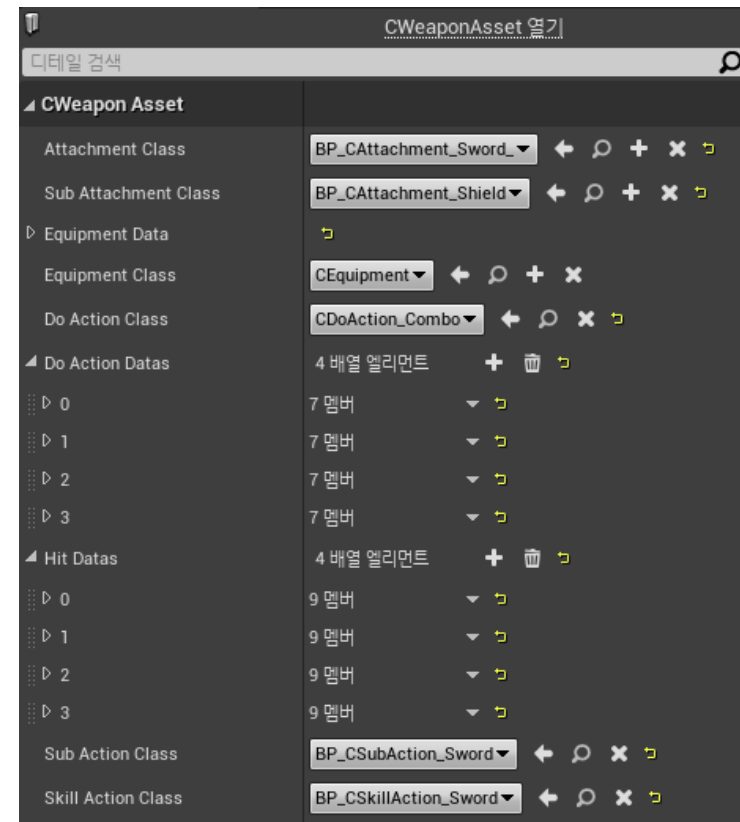 CWeaponAsset 열기
디테일 검색
CWeapon Asset
Attachment Class BP_CAttachment_Sword_
Sub Attachment Class BP_CAttachment_Shield
Equipment Data
Equipment Class CEquipment
Do Action Class CDoAction_Combo
Do Action Datas 4 배열 엘리먼트
0 7 멤버
1 7 멤버
2 7 멤버
3 7 멤버
Hit Datas 4 배열 엘리먼트
0 9 멤버
1 9 멤버
2 9 멤버
3 9 멤버
Sub Action Class BP_CSubAction_Sword
Skill Action Class BP_CSkillAction_Sword